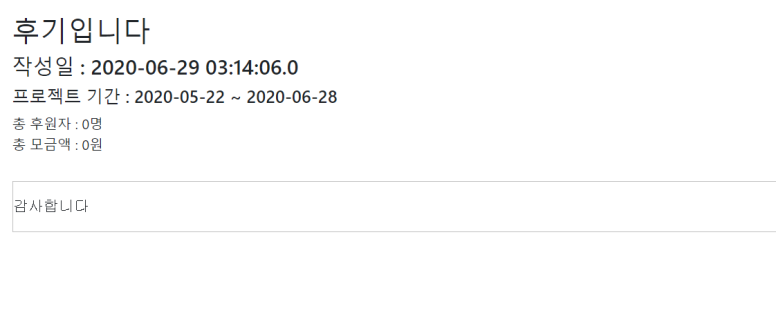 후기입니다
작성일 : 2020-06-29 03:14:06.0
프로젝트 기간 : 2020-05-22 ~ 2020-06-28
총 후원자 : 0명
총 모금액 : 0원
감사합니다